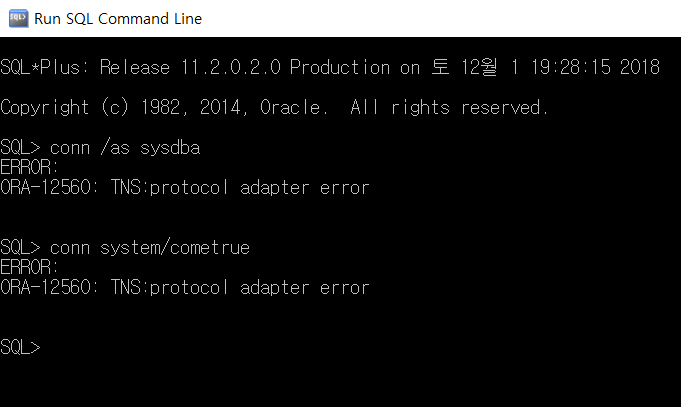 Run SQL Command Line
SQL*Plus: Release 11.2.0.2.0 Production on 토 12월 1 19:28:15 2018
Copyright (c) 1982, 2014, Oracle.  All rights reserved.
SQL> conn /as sysdba
ERROR:
ORA-12560: TNS:protocol adapter error
SQL> conn system/cometrue
ERROR:
ORA-12560: TNS:protocol adapter error
SQL>